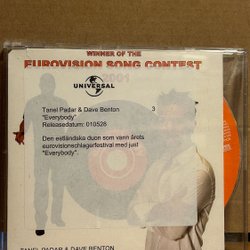 WINNER OF THE
EUROVISION SONG CONTEST
2001
UNIVERSAL
Tanel Padar & Dave Benton 3
"Everybody"
Releasedatum: 010528
Den estländska duon som vann årets
eurovisionschlagerfestival med just
"Everybody".
TANEL PADAR & DAVE BENTON